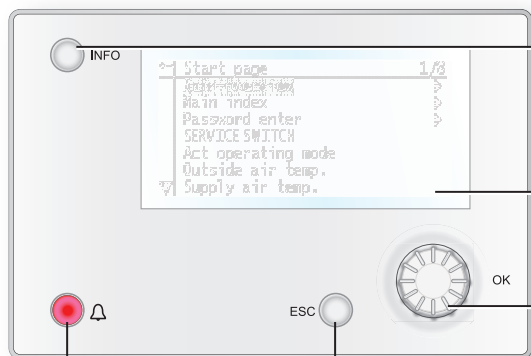 INFO
Start page 1/8
Main index
Password enter
SERVICE SWITCH
Act operating mode
Outside air temp.
Supply air temp.
OK
ESC